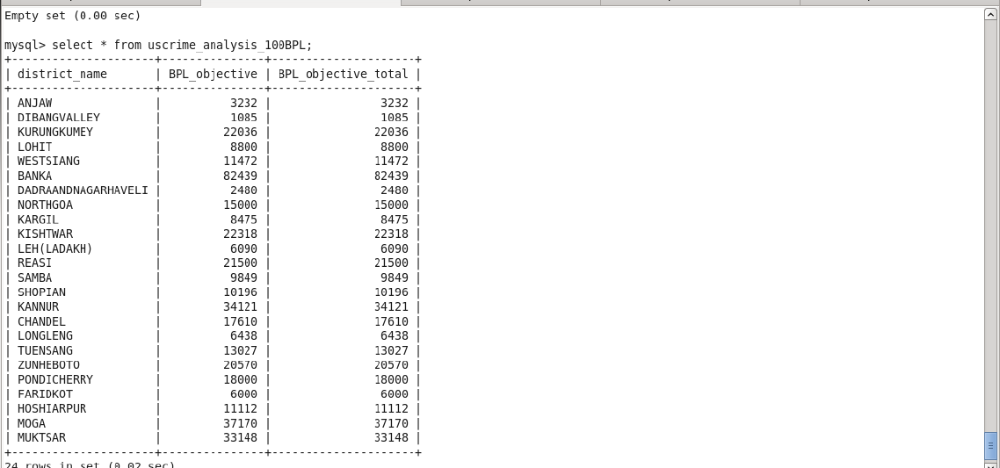 Empty set (0.00 sec)
mysql> select * from uscrime_analysis_100BPL;
+---------------------+---------------+---------------------+
| district_name       | BPL_objective | BPL_objective_total |
+---------------------+---------------+---------------------+
| ANJAW               |          3232 |                3232 |
| DIBANGVALLEY        |          1085 |                1085 |
| KURUNGKUMEY         |         22036 |               22036 |
| LOHIT               |          8800 |                8800 |
| WESTSIANG           |         11472 |               11472 |
| BANKA               |         82439 |               82439 |
| DADRAANDNAGARHAVELI |          2480 |                2480 |
| NORTHGOA            |         15000 |               15000 |
| KARGIL              |          8475 |                8475 |
| KISHTWAR            |         22318 |               22318 |
| LEH(LADAKH)         |          6090 |                6090 |
| REASI               |         21500 |               21500 |
| SAMBA               |          9849 |                9849 |
| SHOPIAN             |         10196 |               10196 |
| KANNUR              |         34121 |               34121 |
| CHANDEL             |         17610 |               17610 |
| LONGLENG            |          6438 |                6438 |
| TUENSANG            |         13027 |               13027 |
| ZUNHEBOTO           |         20570 |               20570 |
| PONDICHERRY         |         18000 |               18000 |
| FARIDKOT            |          6000 |                6000 |
| HOSHIARPUR          |         11112 |               11112 |
| MOGA                |         37170 |               37170 |
| MUKTSAR             |         33148 |               33148 |
+---------------------+---------------+---------------------+
24 rows in set (0.02 sec)